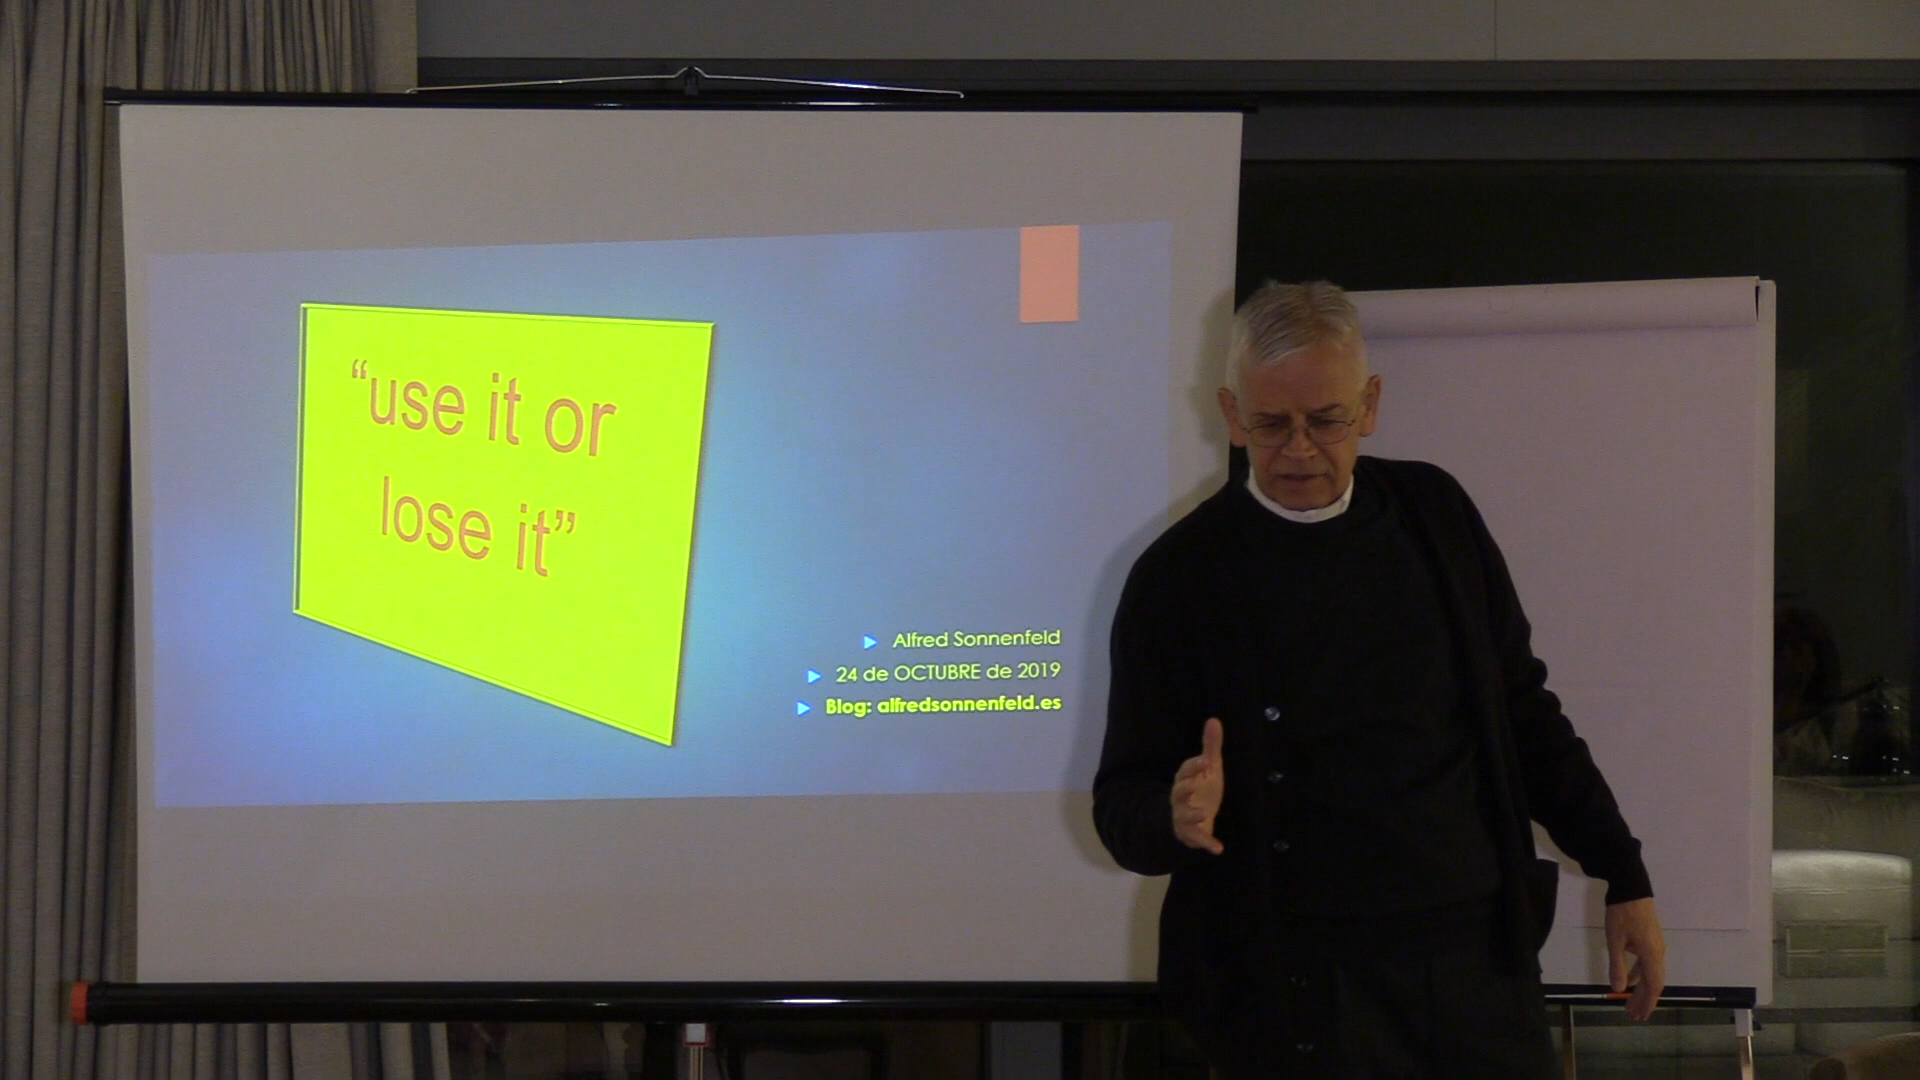 “use it or
lose it”
Alfred Sonnenfeld
24 de OCTUBRE de 2019
Blog: alfredsonnenfeld.es